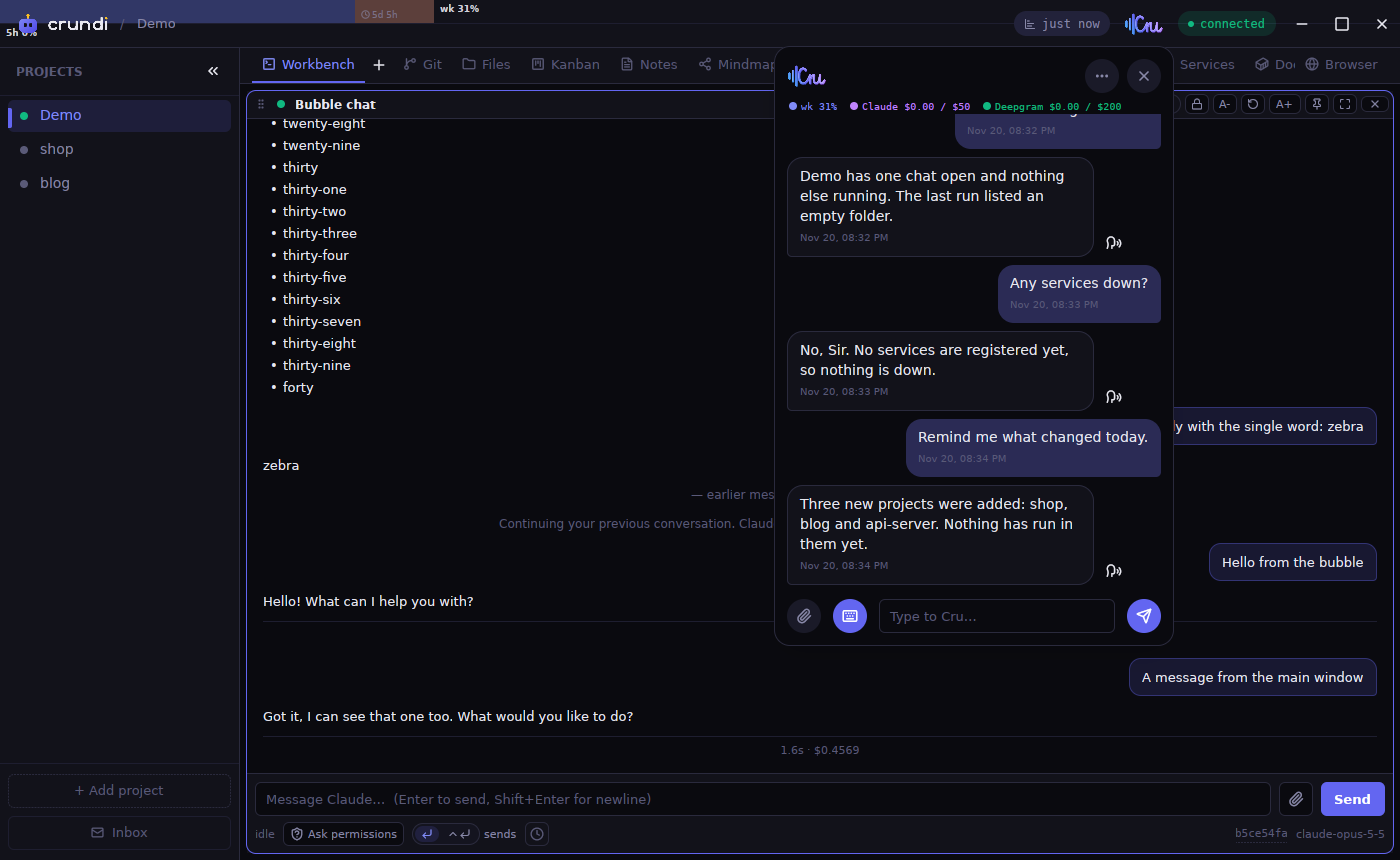 5d 5h
wk 31%
5h 0%
crundi / Demo
just now
Cru
connected
PROJECTS
Demo
shop
blog
+ Add project
Inbox
Workbench
Git
Files
Kanban
Notes
Mindmap
Services
Browser
Bubble chat
A-
A+
twenty-eight
twenty-nine
thirty
thirty-one
thirty-two
thirty-three
thirty-four
thirty-five
thirty-six
thirty-seven
thirty-eight
thirty-nine
forty
y with the single word: zebra
zebra
— earlier mes
Continuing your previous conversation. Claud
Hello from the bubble
Hello! What can I help you with?
A message from the main window
Got it, I can see that one too. What would you like to do?
1.6s · $0.4569
Message Claude... (Enter to send, Shift+Enter for newline)
Send
idle
Ask permissions
sends
b5ce54fa
claude-opus-5-5
Cru
wk 31%
Claude $0.00 / $50
Deepgram $0.00 / $200
Nov 20, 08:32 PM
Demo has one chat open and nothing
else running. The last run listed an
empty folder.
Nov 20, 08:32 PM
Any services down?
Nov 20, 08:33 PM
No, Sir. No services are registered yet,
so nothing is down.
Nov 20, 08:33 PM
Remind me what changed today.
Nov 20, 08:34 PM
Three new projects were added: shop,
blog and api-server. Nothing has run in
them yet.
Nov 20, 08:34 PM
Type to Cru...